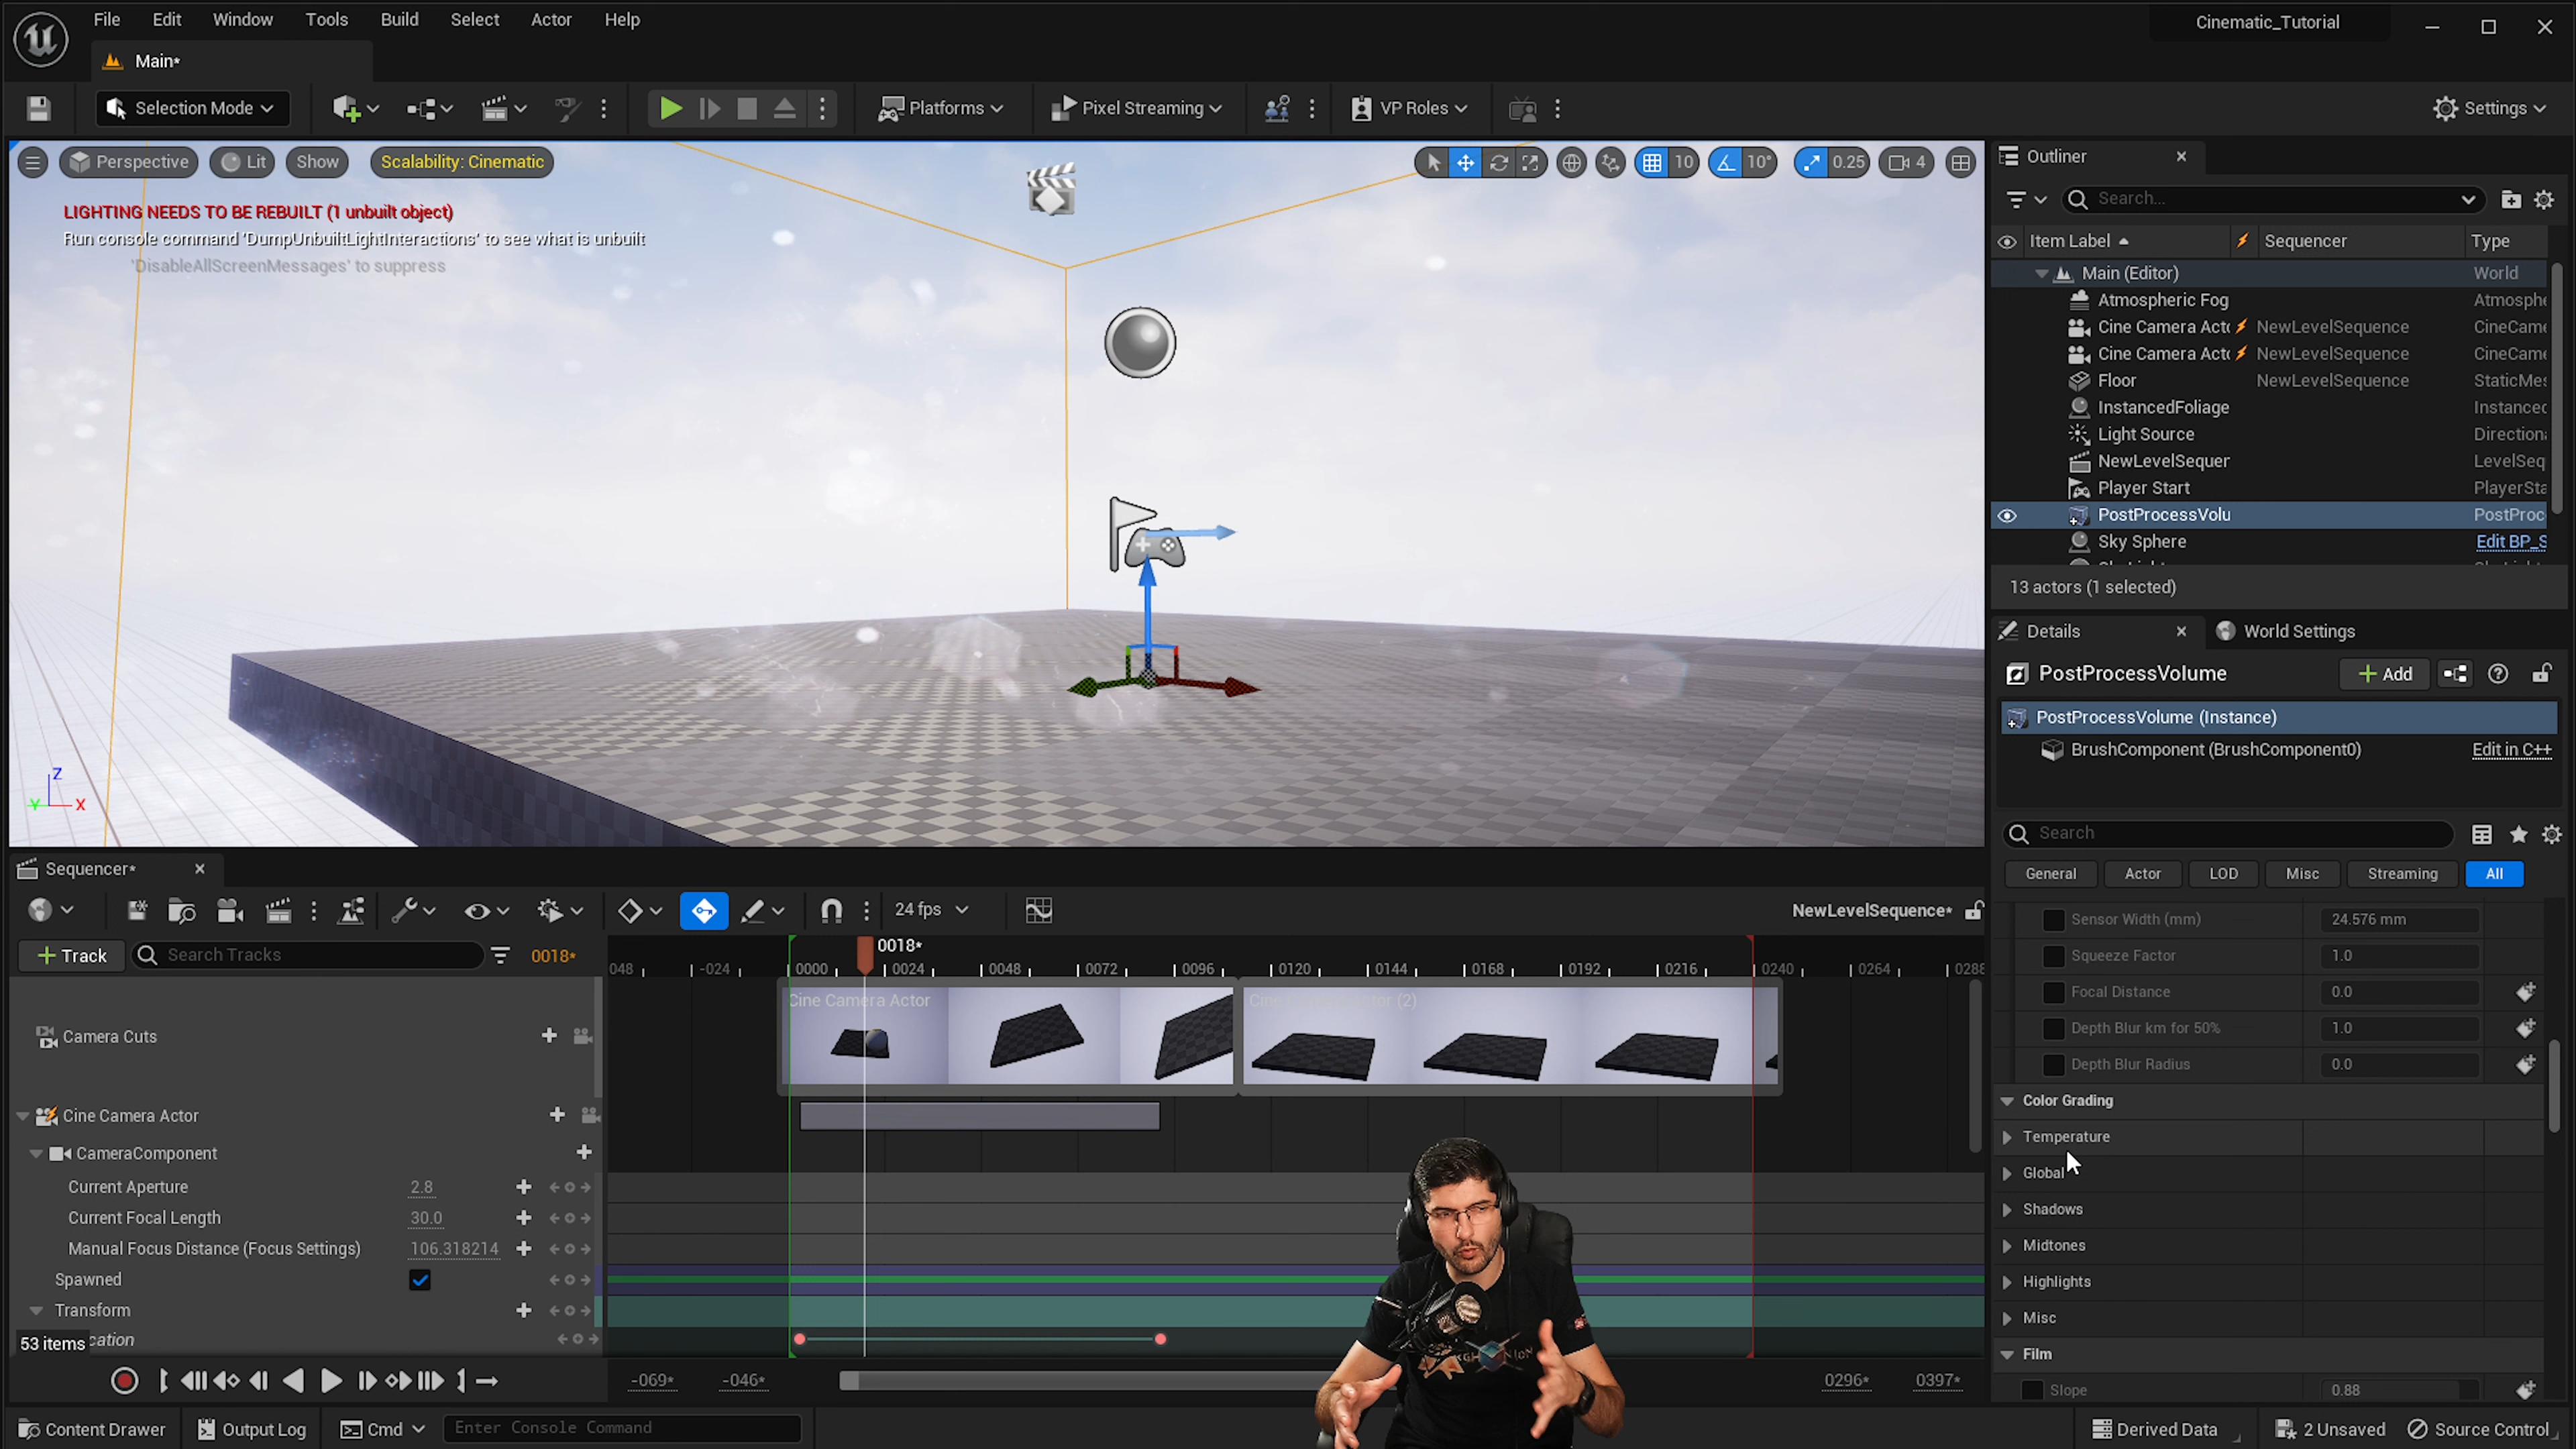 File Edit Window Tools Build Select Actor Help
Cinematic_Tutorial
Main*
Selection Mode
Platforms
Pixel Streaming
VP Roles
Settings
Perspective
Lit
Show
Scalability: Cinematic
10
10°
0.25
4
LIGHTING NEEDS TO BE REBUILT (1 unbuilt object)
Run console command 'DumpUnbuiltLightInteractions' to see what is unbuilt
'DisableAllScreenMessages' to suppress
Z
Y
X
Outliner
Search...
Item Label
Sequencer
Type
Main (Editor) World
Atmospheric Fog Atmosphe
Cine Camera Acto NewLevelSequence CineCame
Cine Camera Acto NewLevelSequence CineCame
Floor NewLevelSequence StaticMes
InstancedFoliage Instanced
Light Source Direction
NewLevelSequer LevelSeq
Player Start PlayerSta
PostProcessVolu PostProc
Sky Sphere Edit BP_S
13 actors (1 selected)
Details
World Settings
PostProcessVolume
Add
PostProcessVolume (Instance)
BrushComponent (BrushComponent0) Edit in C++
Search
General Actor LOD Misc Streaming All
Sensor Width (mm) 24.576 mm
Squeeze Factor 1.0
Focal Distance 0.0
Depth Blur km for 50% 1.0
Depth Blur Radius 0.0
Color Grading
Temperature
Global
Shadows
Midtones
Highlights
Misc
Film
Slope 0.88
Sequencer*
24 fps
NewLevelSequence*
Track
Search Tracks
0018*
0018*
048 -024 0000 0024 0048 0072 0096 0120 0144 0168 0192 0216 0240 0264 0288
Cine Camera Actor
Camera Cuts
Cine Camera Actor
CameraComponent
Current Aperture 2.8
Current Focal Length 30.0
Manual Focus Distance (Focus Settings) 106.318214
Spawned
Transform
53 items cation
-069* -046* 0296* 0397*
Content Drawer
Output Log
Cmd
Enter Console Command
Derived Data
2 Unsaved
Source Control